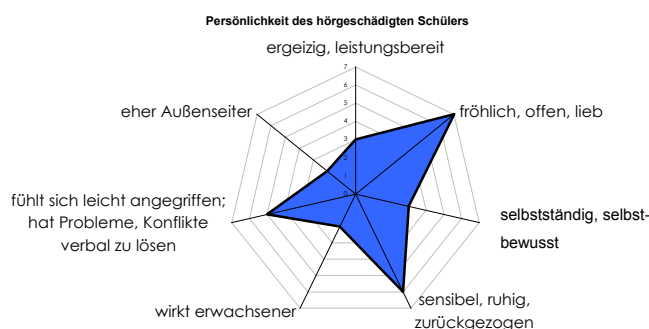 Persönlichkeit des hörgeschädigten Schülers
ergeizig, leistungsbereit
7
6
5
4
3
2
1
0
eher Außenseiter
fröhlich, offen, lieb
fühlt sich leicht angegriffen;
hat Probleme, Konflikte
verbal zu lösen
selbstständig, selbst-
bewusst
wirkt erwachsener
sensibel, ruhig,
zurückgezogen